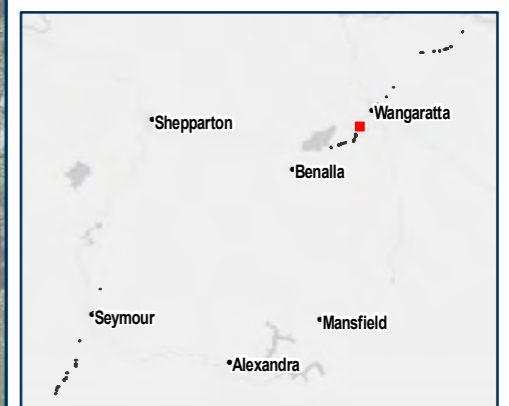 Wangaratta
Shepparton
Benalla
Seymour
Mansfield
Alexandra